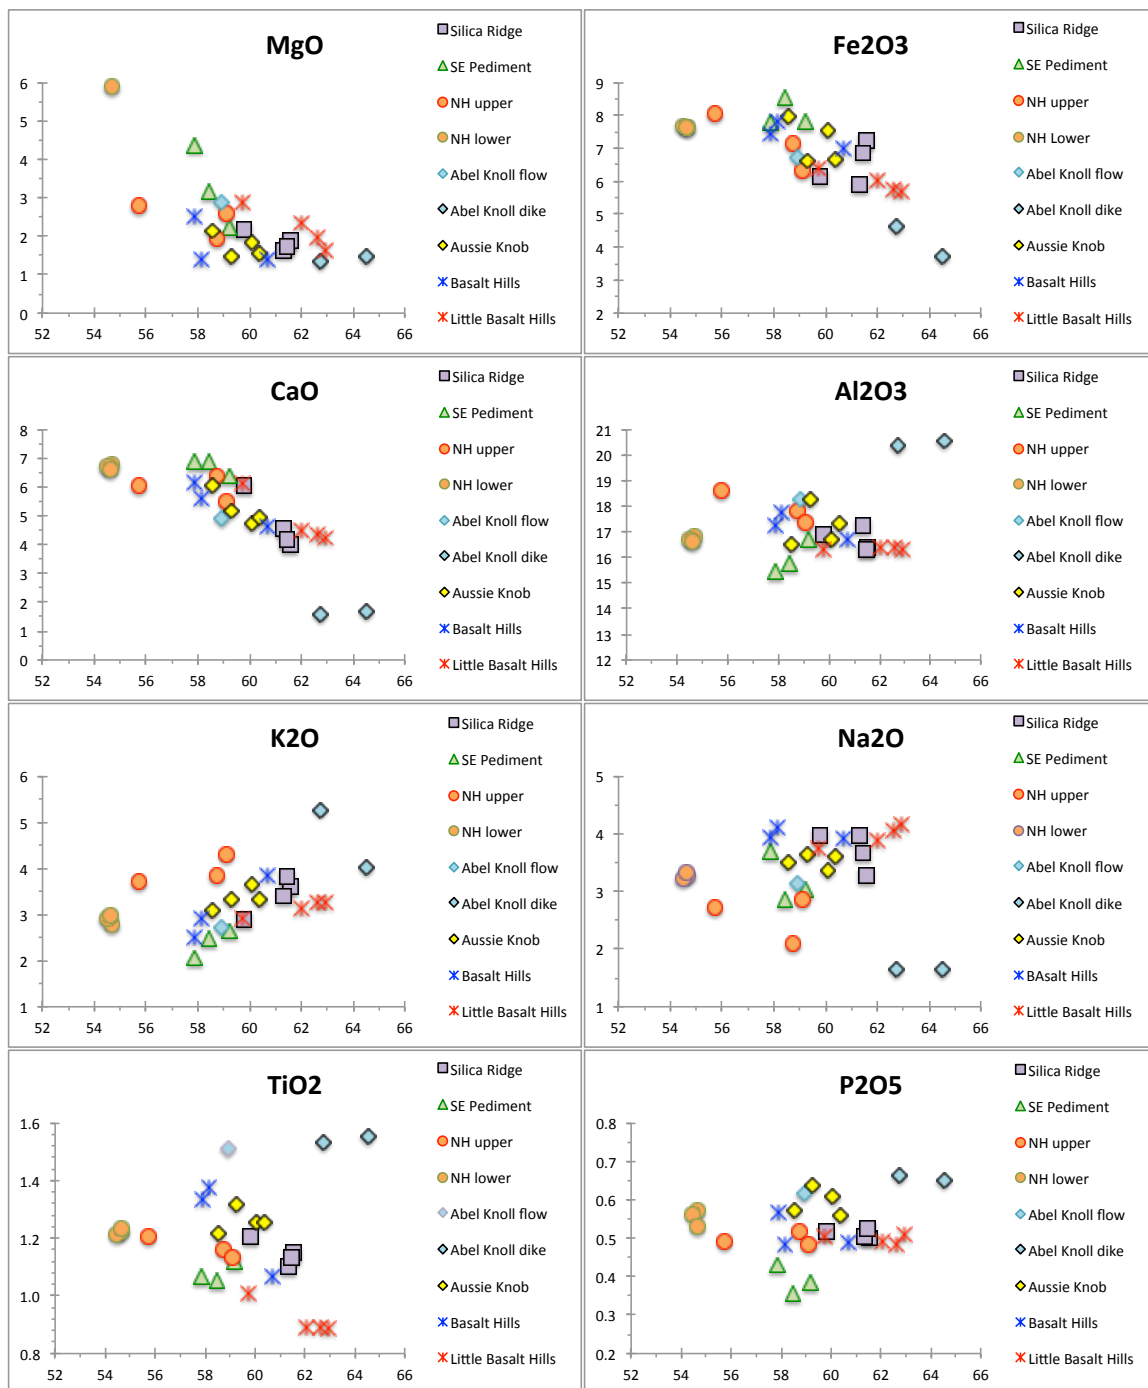 MgO
6
5
4
3
2
1
0
52 54 56 58 60 62 64 66
Silica Ridge
SE Pediment
NH upper
NH lower
Abel Knoll flow
Abel Knoll dike
Aussie Knob
Basalt Hills
Little Basalt Hills
Fe2O3
9
8
7
6
5
4
3
2
52 54 56 58 60 62 64 66
Silica Ridge
SE Pediment
NH upper
NH Lower
Abel Knoll flow
Abel Knoll dike
Aussie Knob
Basalt Hills
Little Basalt Hills
CaO
8
7
6
5
4
3
2
1
0
52 54 56 58 60 62 64 66
Silica Ridge
SE Pediment
NH upper
NH lower
Abel Knoll flow
Abel Knoll dike
Aussie Knob
Basalt Hills
Little Basalt Hills
Al2O3
21
20
19
18
17
16
15
14
13
12
52 54 56 58 60 62 64 66
Silica Ridge
SE Pediment
NH upper
NH lower
Abel Knoll flow
Abel Knoll dike
Aussie Knob
Basalt Hills
Little Basalt Hills
K2O
6
5
4
3
2
1
52 54 56 58 60 62 64 66
Silica Ridge
SE Pediment
NH upper
NH lower
Abel Knoll flow
Abel Knoll dike
Aussie Knob
Basalt Hills
Little Basalt Hills
Na2O
5
4
3
2
1
52 54 56 58 60 62 64 66
Silica Ridge
SE Pediment
NH upper
NH lower
Abel Knoll flow
Abel Knoll dike
Aussie Knob
BAsalt Hills
Little Basalt Hills
TiO2
1.6
1.4
1.2
1.0
0.8
52 54 56 58 60 62 64 66
Silica Ridge
SE Pediment
NH upper
NH lower
Abel Knoll flow
Abel Knoll dike
Aussie Knob
Basalt Hills
Little Basalt Hills
P2O5
0.8
0.7
0.6
0.5
0.4
0.3
0.2
52 54 56 58 60 62 64 66
Silica Ridge
SE Pediment
NH upper
NH lower
Abel Knoll flow
Abel Knoll dike
Aussie Knob
Basalt Hills
Little Basalt Hills